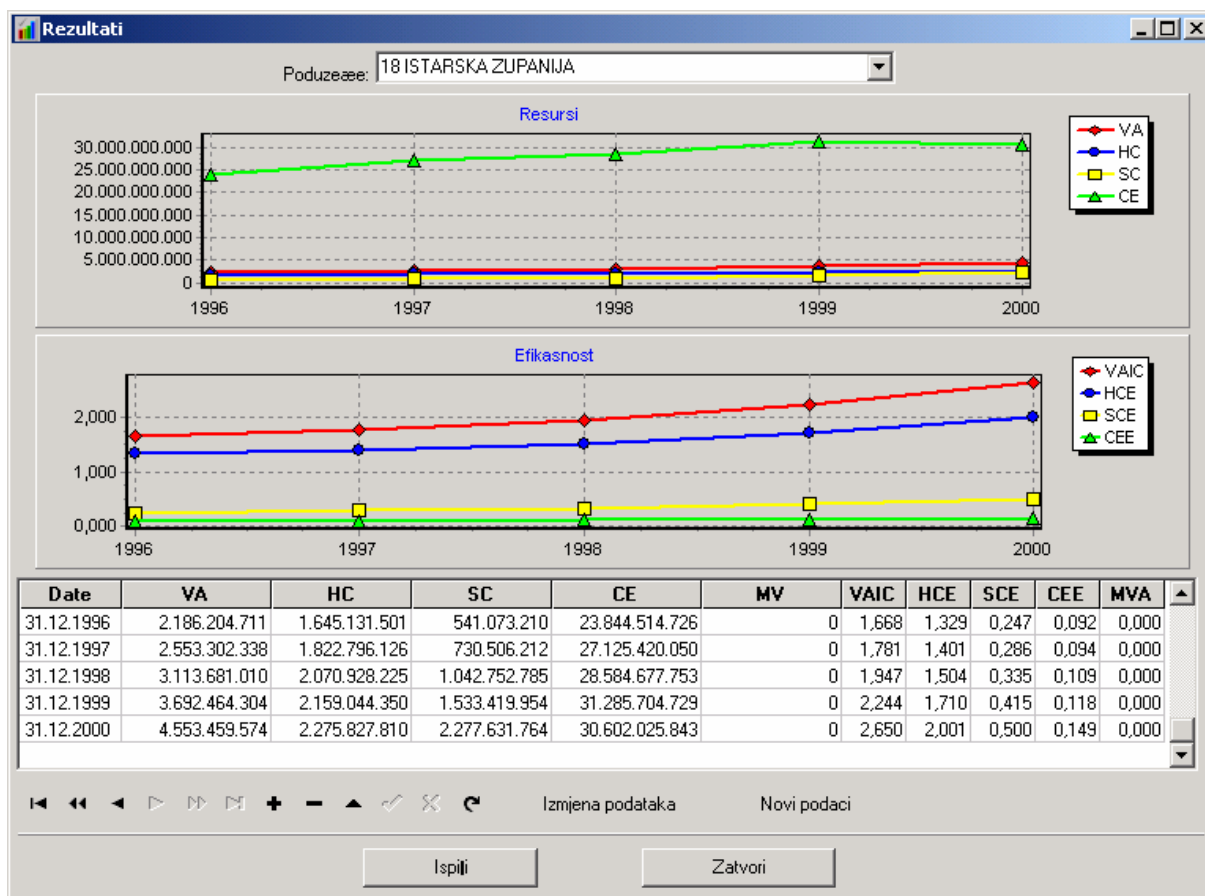 Rezultati
Poduzeæe: 18 ISTARSKA ZUPANIJA
Resursi
30.000.000.000
25.000.000.000
20.000.000.000
15.000.000.000
10.000.000.000
5.000.000.000
0
1996 1997 1998 1999 2000
VA
HC
SC
CE
Efikasnost
2,000
1,000
0,000
1996 1997 1998 1999 2000
VAIC
HCE
SCE
CEE
Date VA HC SC CE MV VAIC HCE SCE CEE MVA
31.12.1996 2.186.204.711 1.645.131.501 541.073.210 23.844.514.726 0 1,668 1,329 0,247 0,092 0,000
31.12.1997 2.553.302.338 1.822.796.126 730.506.212 27.125.420.050 0 1,781 1,401 0,286 0,094 0,000
31.12.1998 3.113.681.010 2.070.928.225 1.042.752.785 28.584.677.753 0 1,947 1,504 0,335 0,109 0,000
31.12.1999 3.692.464.304 2.159.044.350 1.533.419.954 31.285.704.729 0 2,244 1,710 0,415 0,118 0,000
31.12.2000 4.553.459.574 2.275.827.810 2.277.631.764 30.602.025.843 0 2,650 2,001 0,500 0,149 0,000
Izmjena podataka Novi podaci
Ispili Zatvori